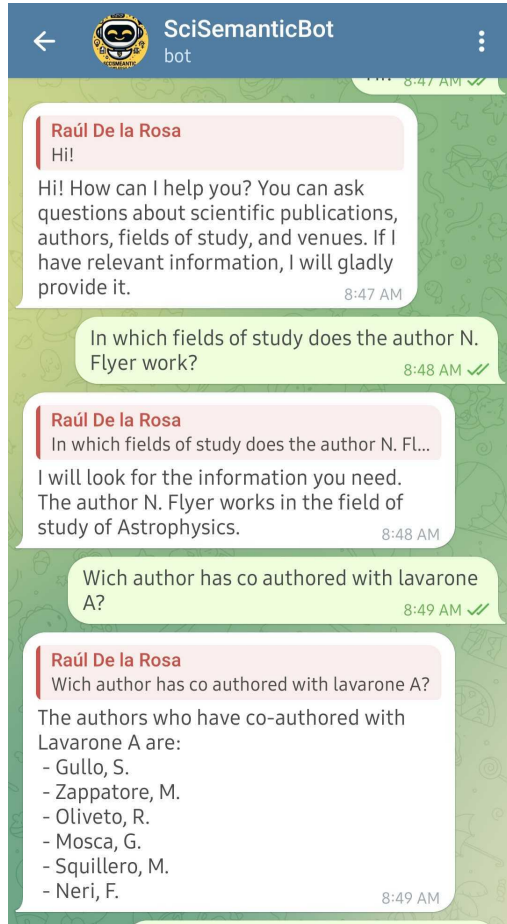 SciSemanticBot
bot
8:47 AM
Raúl De la Rosa
Hi!
Hi! How can I help you? You can ask
questions about scientific publications,
authors, fields of study, and venues. If I
have relevant information, I will gladly
provide it.
8:47 AM
In which fields of study does the author N.
Flyer work?
8:48 AM
Raúl De la Rosa
In which fields of study does the author N. Fl...
I will look for the information you need.
The author N. Flyer works in the field of
study of Astrophysics.
8:48 AM
Wich author has co authored with lavarone
A?
8:49 AM
Raúl De la Rosa
Wich author has co authored with lavarone A?
The authors who have co-authored with
Lavarone A are:
- Gullo, S.
- Zappatore, M.
- Oliveto, R.
- Mosca, G.
- Squillero, M.
- Neri, F.
8:49 AM